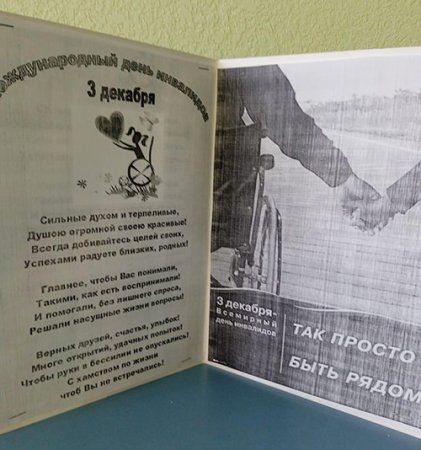 Международный день инвалидов
3 декабря
Сильные духом и терпеливые,
Душою огромной своею красивые!
Всегда добивайтесь целей своих,
Успехами радуете близких, родных!
Главное, чтобы Вас понимали,
Такими, как есть воспринимали!
И помогали, без лишнего спроса,
Решали насущные жизни вопросы!
Верных друзей, счастья, улыбок!
Много открытий, удачных попыток!
Чтобы руки в бессилии не опускались!
С хамством по жизни
чтоб Вы не встречались!
3 декабря-
Всемирный
день инвалидов
ТАК ПРОСТО
БЫТЬ РЯДОМ